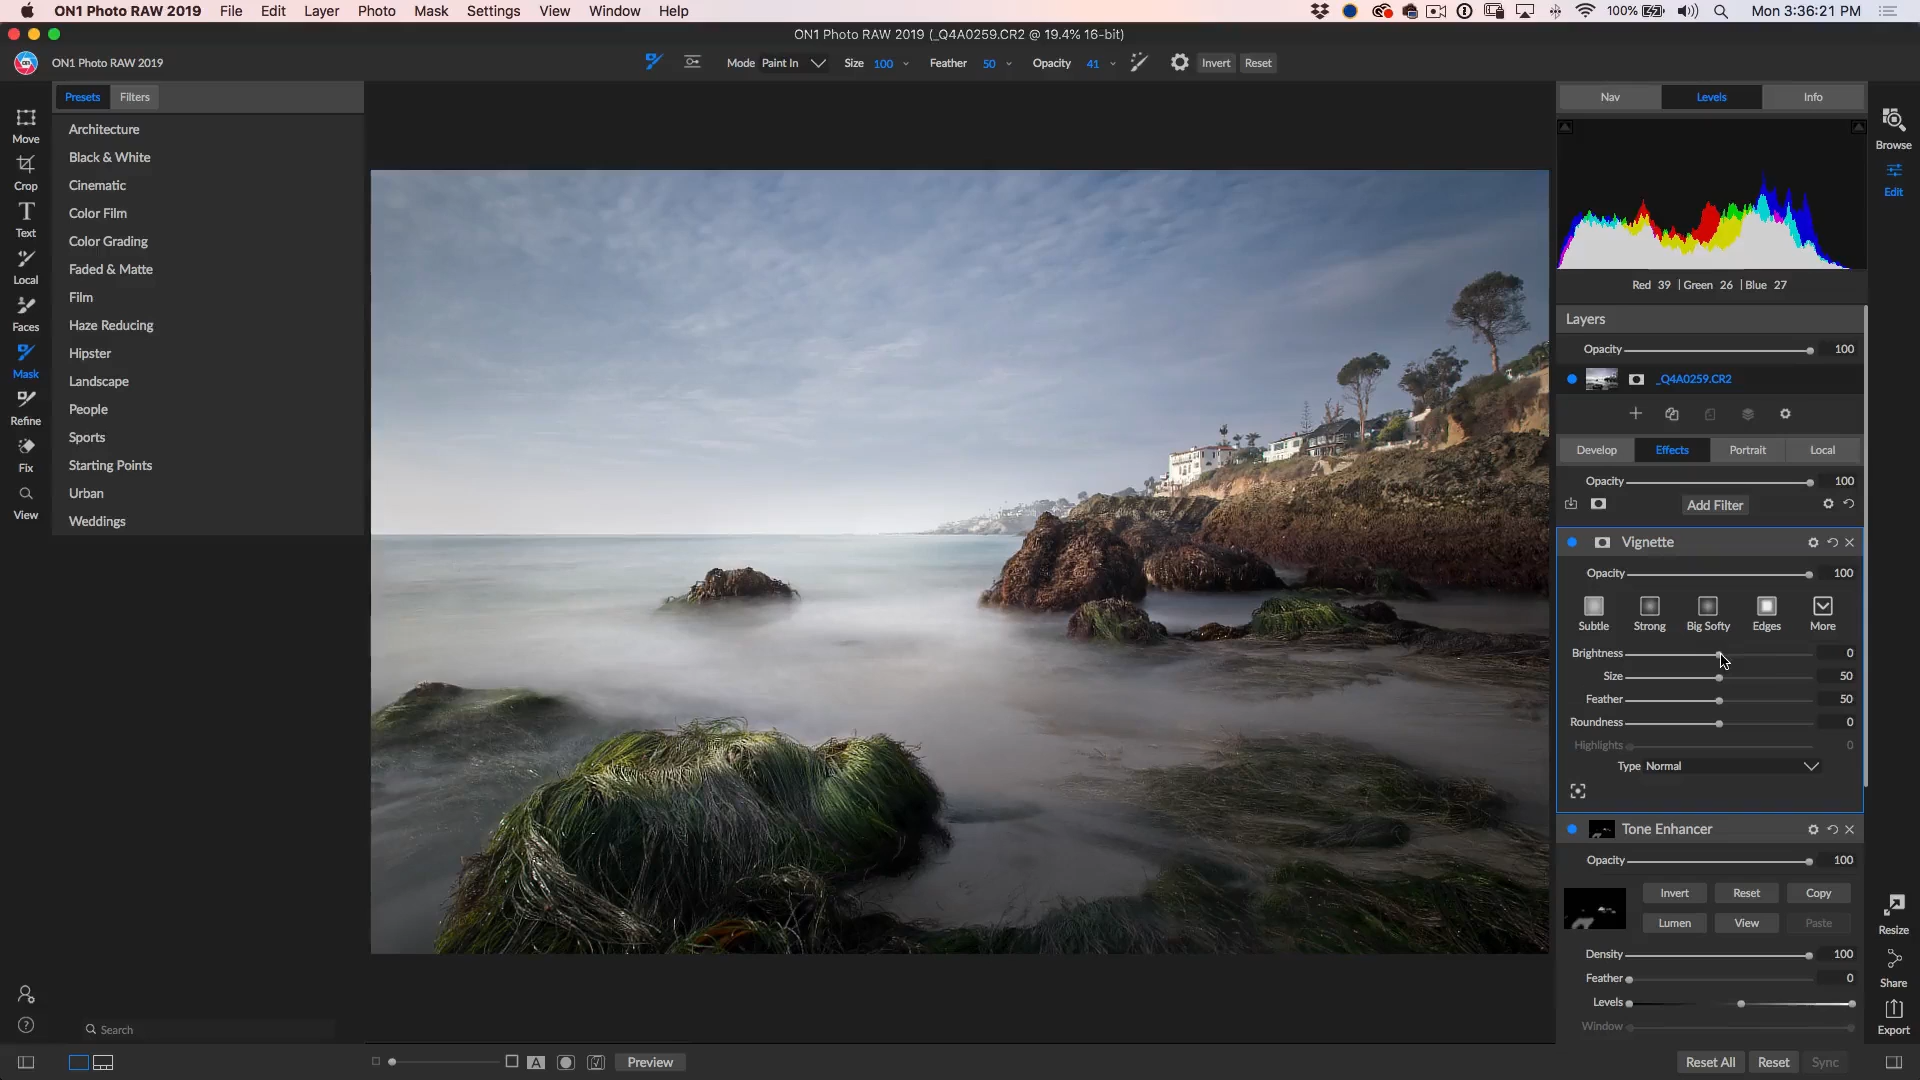 ON1 Photo RAW 2019 File Edit Layer Photo Mask Settings View Window Help 100% Mon 3:36:21 PM
ON1 Photo RAW 2019 (_Q4A0259.CR2 @ 19.4% 16-bit)
ON1 Photo RAW 2019 Mode Paint In Size 100 Feather 50 Opacity 41 Invert Reset
Presets Filters
Architecture
Black & White
Cinematic
Color Film
Color Grading
Faded & Matte
Film
Haze Reducing
Hipster
Landscape
People
Sports
Starting Points
Urban
Weddings
Move
Crop
Text
Local
Faces
Mask
Refine
Fix
View
Search
A Preview
Nav Levels Info
Red 39 | Green 26 | Blue 27
Layers
Opacity 100
_Q4A0259.CR2
Develop Effects Portrait Local
Opacity 100
Add Filter
Vignette
Opacity 100
Subtle Strong Big Softy Edges More
Brightness 0
Size 50
Feather 50
Roundness 0
Highlights 0
Type Normal
Tone Enhancer
Opacity 100
Invert Reset Copy
Lumen View Paste
Density 100
Feather 0
Levels
Window
Reset All Reset Sync
Browse
Edit
Resize
Share
Export